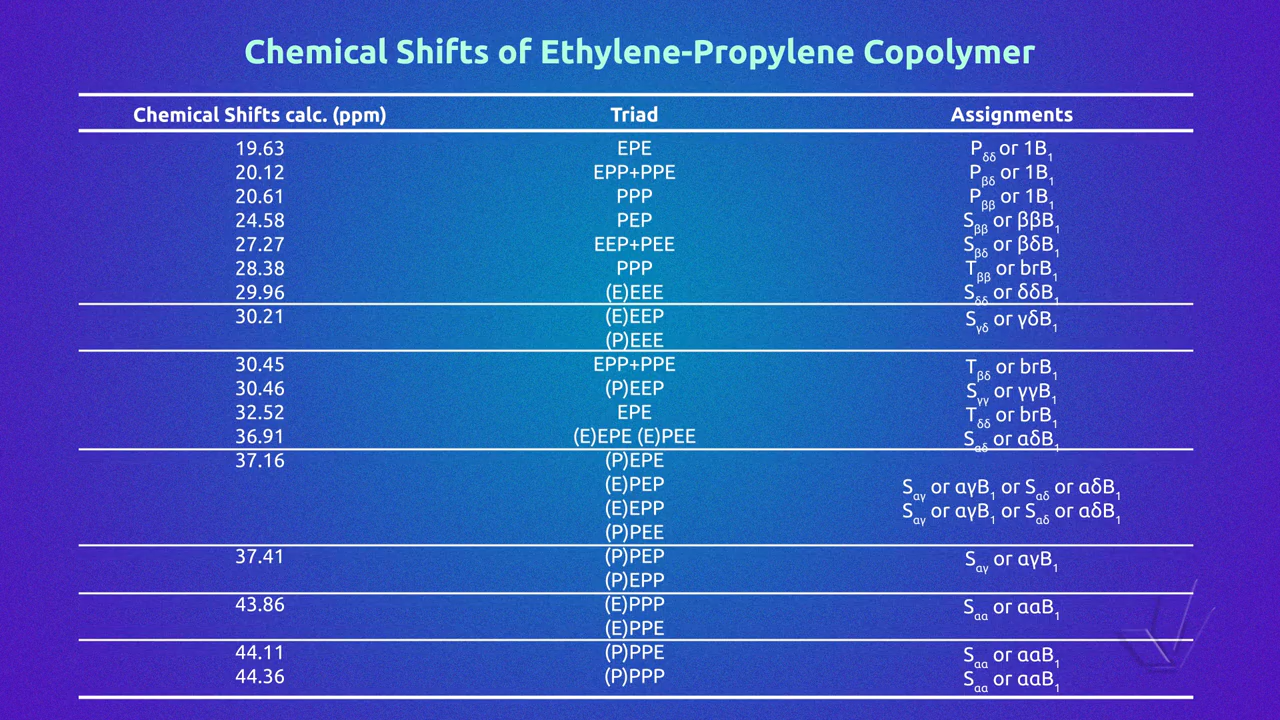 Chemical Shifts of Ethylene-Propylene Copolymer
Chemical Shifts calc. (ppm) Triad Assignments
19.63 EPE Pδδ or 1B1
20.12 EPP+PPE Pβδ or 1B1
20.61 PPP Pββ or 1B1
24.58 PEP Sββ or ββB1
27.27 EEP+PEE Sβδ or βδB1
28.38 PPP Tββ or brB1
29.96 (E)EEE Sδδ or δδB1
30.21 (E)EEP Sγδ or γδB1
(P)EEE
30.45 EPP+PPE Tβδ or brB1
30.46 (P)EEP Sγγ or γγB1
32.52 EPE Tδδ or brB1
36.91 (E)EPE (E)PEE Sαδ or αδB1
37.16 (P)EPE
(E)PEP Sαγ or αγB1 or Sαδ or αδB1
(E)EPP Sαγ or αγB1 or Sαδ or αδB1
(P)PEE
37.41 (P)PEP Sαγ or αγB1
(P)EPP
43.86 (E)PPP Sαα or ααB1
(E)PPE
44.11 (P)PPE Sαα or ααB1
44.36 (P)PPP Sαα or ααB1